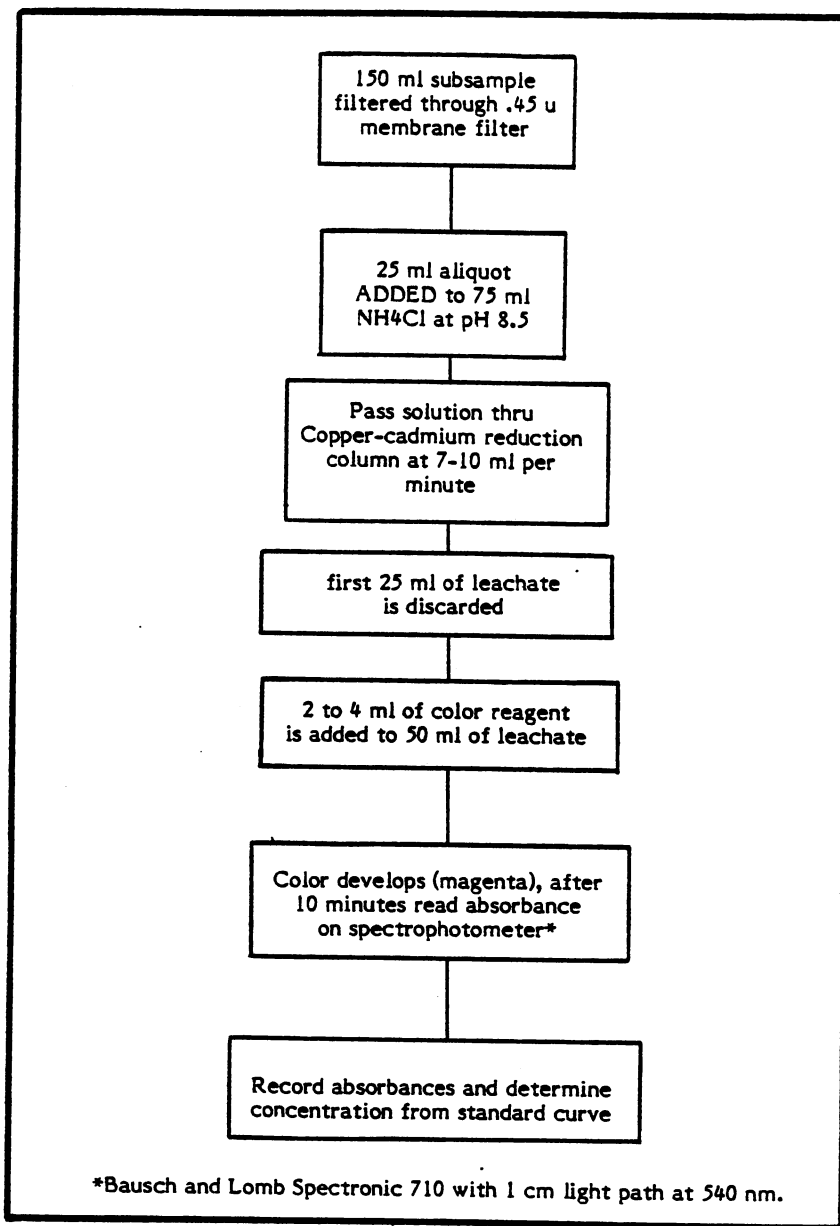 150 ml subsample
filtered through .45 u
membrane filter
25 ml aliquot
ADDED to 75 ml
NH4Cl at pH 8.5
Pass solution thru
Copper-cadmium reduction
column at 7-10 ml per
minute
first 25 ml of leachate
is discarded
2 to 4 ml of color reagent
is added to 50 ml of leachate
Color develops (magenta), after
10 minutes read absorbance
on spectrophotometer*
Record absorbances and determine
concentration from standard curve
*Bausch and Lomb Spectronic 710 with 1 cm light path at 540 nm.